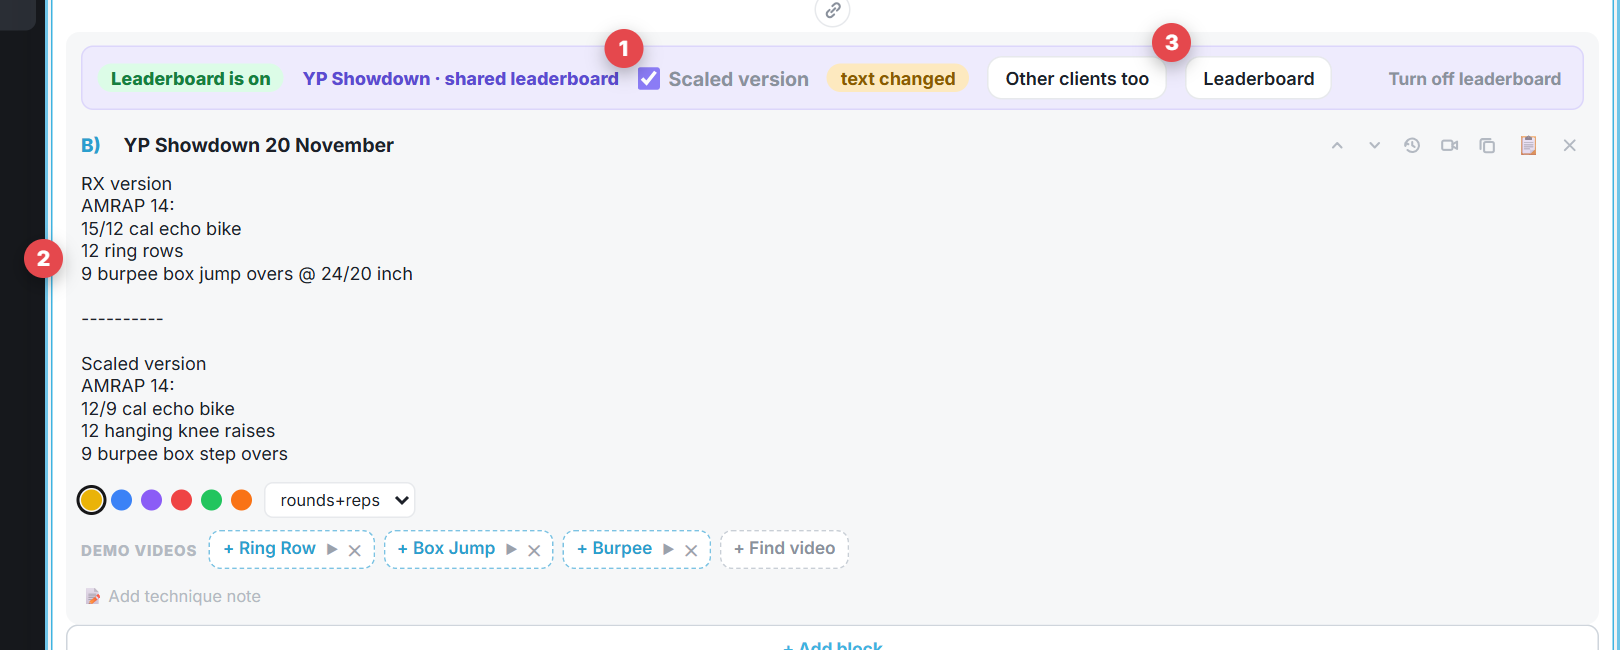 1
3
Leaderboard is on YP Showdown · shared leaderboard Scaled version text changed Other clients too Leaderboard Turn off leaderboard
B) YP Showdown 20 November
RX version
AMRAP 14:
15/12 cal echo bike
2
12 ring rows
9 burpee box jump overs @ 24/20 inch
----------
Scaled version
AMRAP 14:
12/9 cal echo bike
12 hanging knee raises
9 burpee box step overs
rounds+reps
DEMO VIDEOS + Ring Row + Box Jump + Burpee + Find video
Add technique note
+ Add block